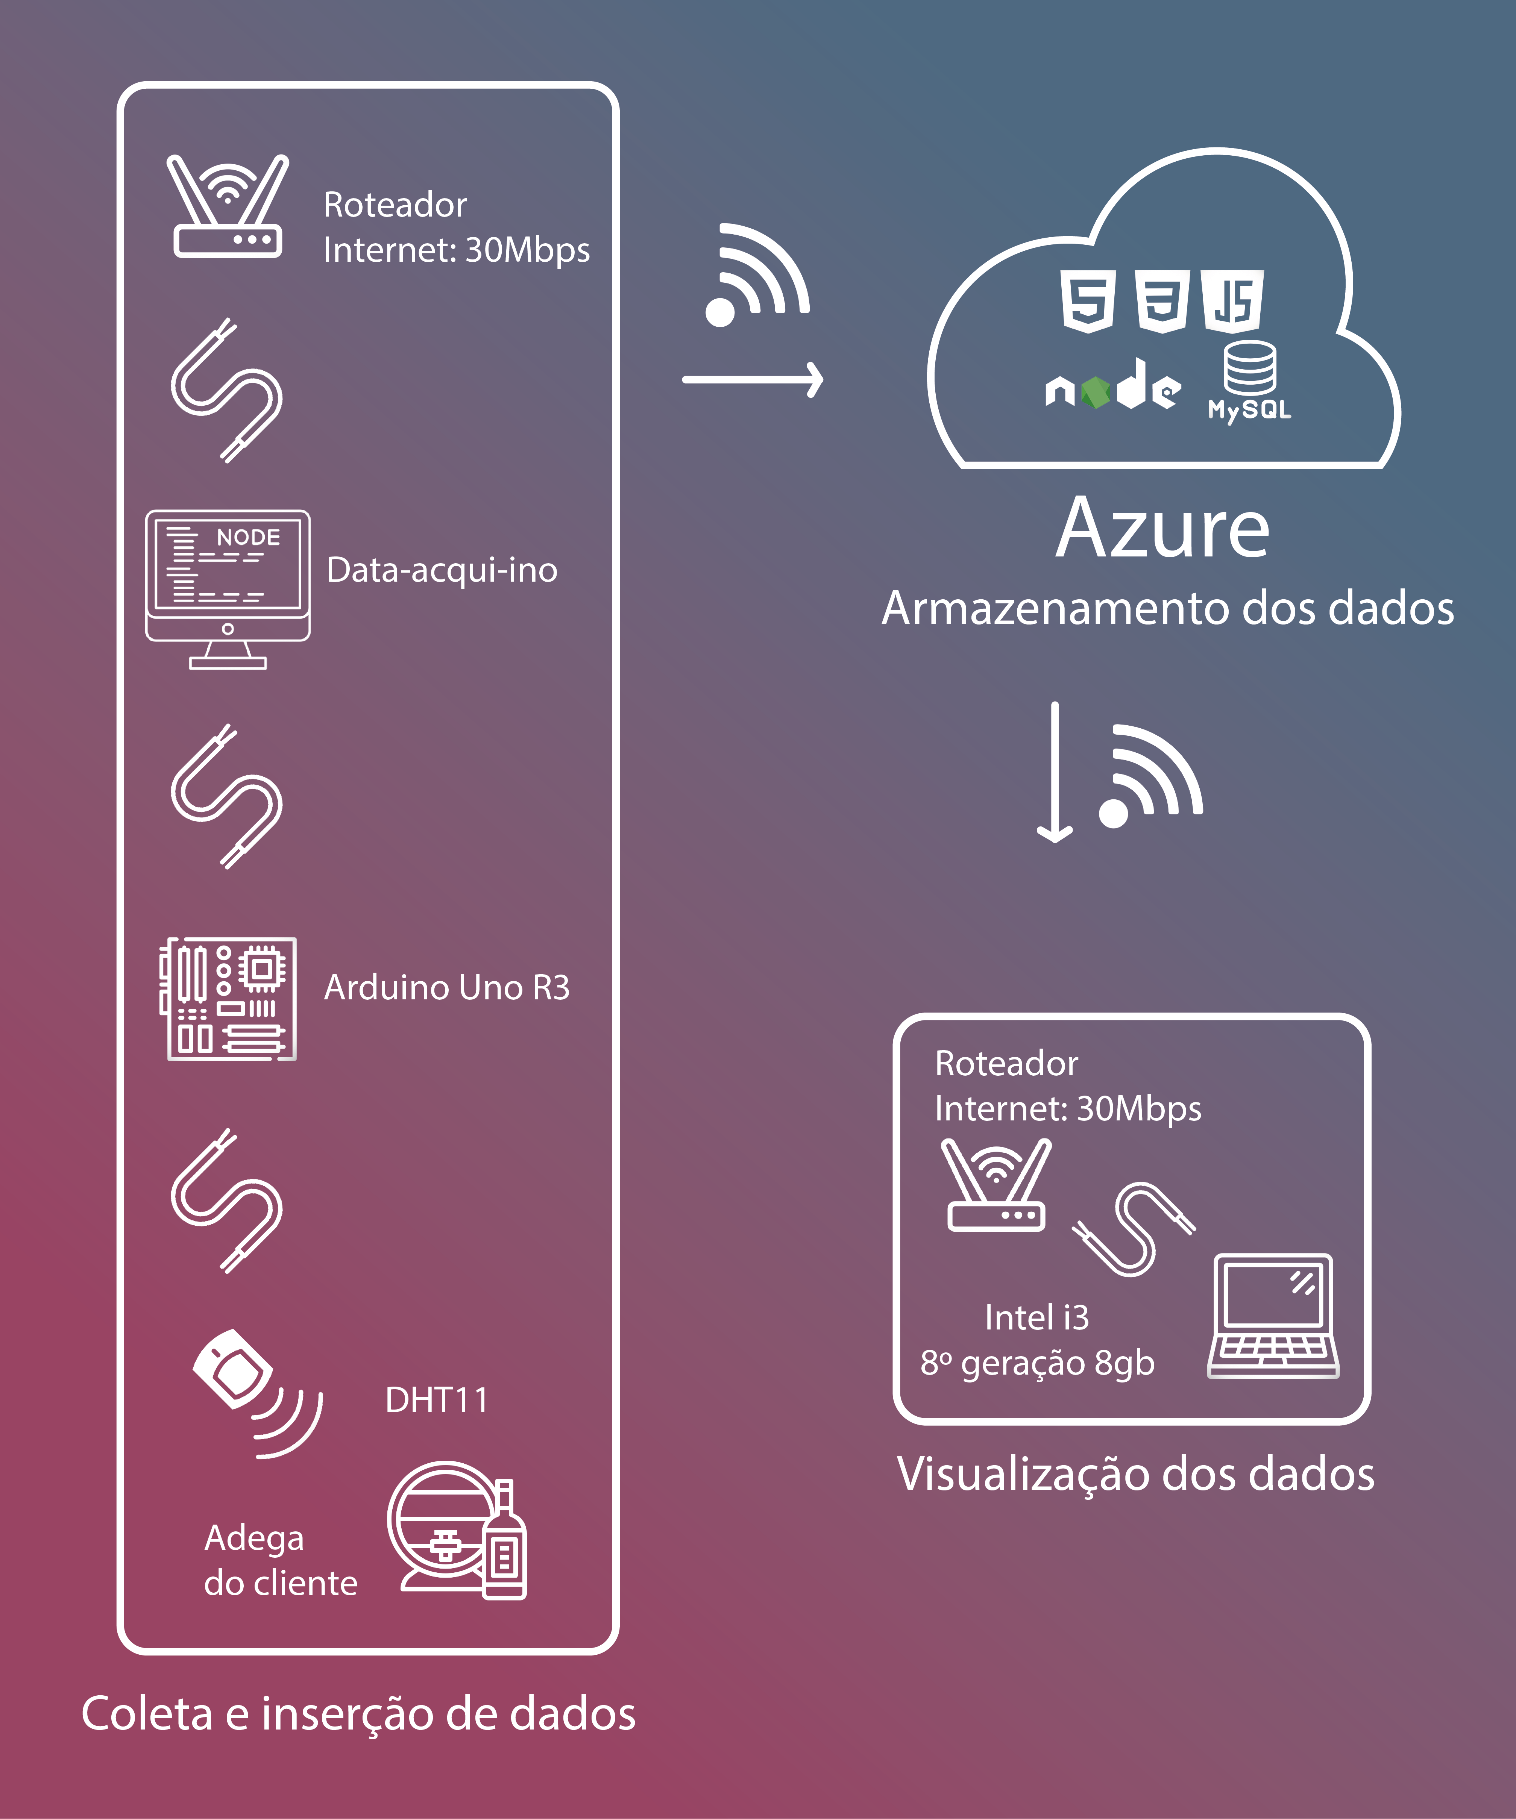 Roteador
Internet: 30Mbps
NODE
Data-acqui-ino
Arduino Uno R3
DHT11
Adega
do cliente
Coleta e inserção de dados
5 3 JS
node
MySQL
Azure
Armazenamento dos dados
Roteador
Internet: 30Mbps
Intel i3
8º geração 8gb
Visualização dos dados